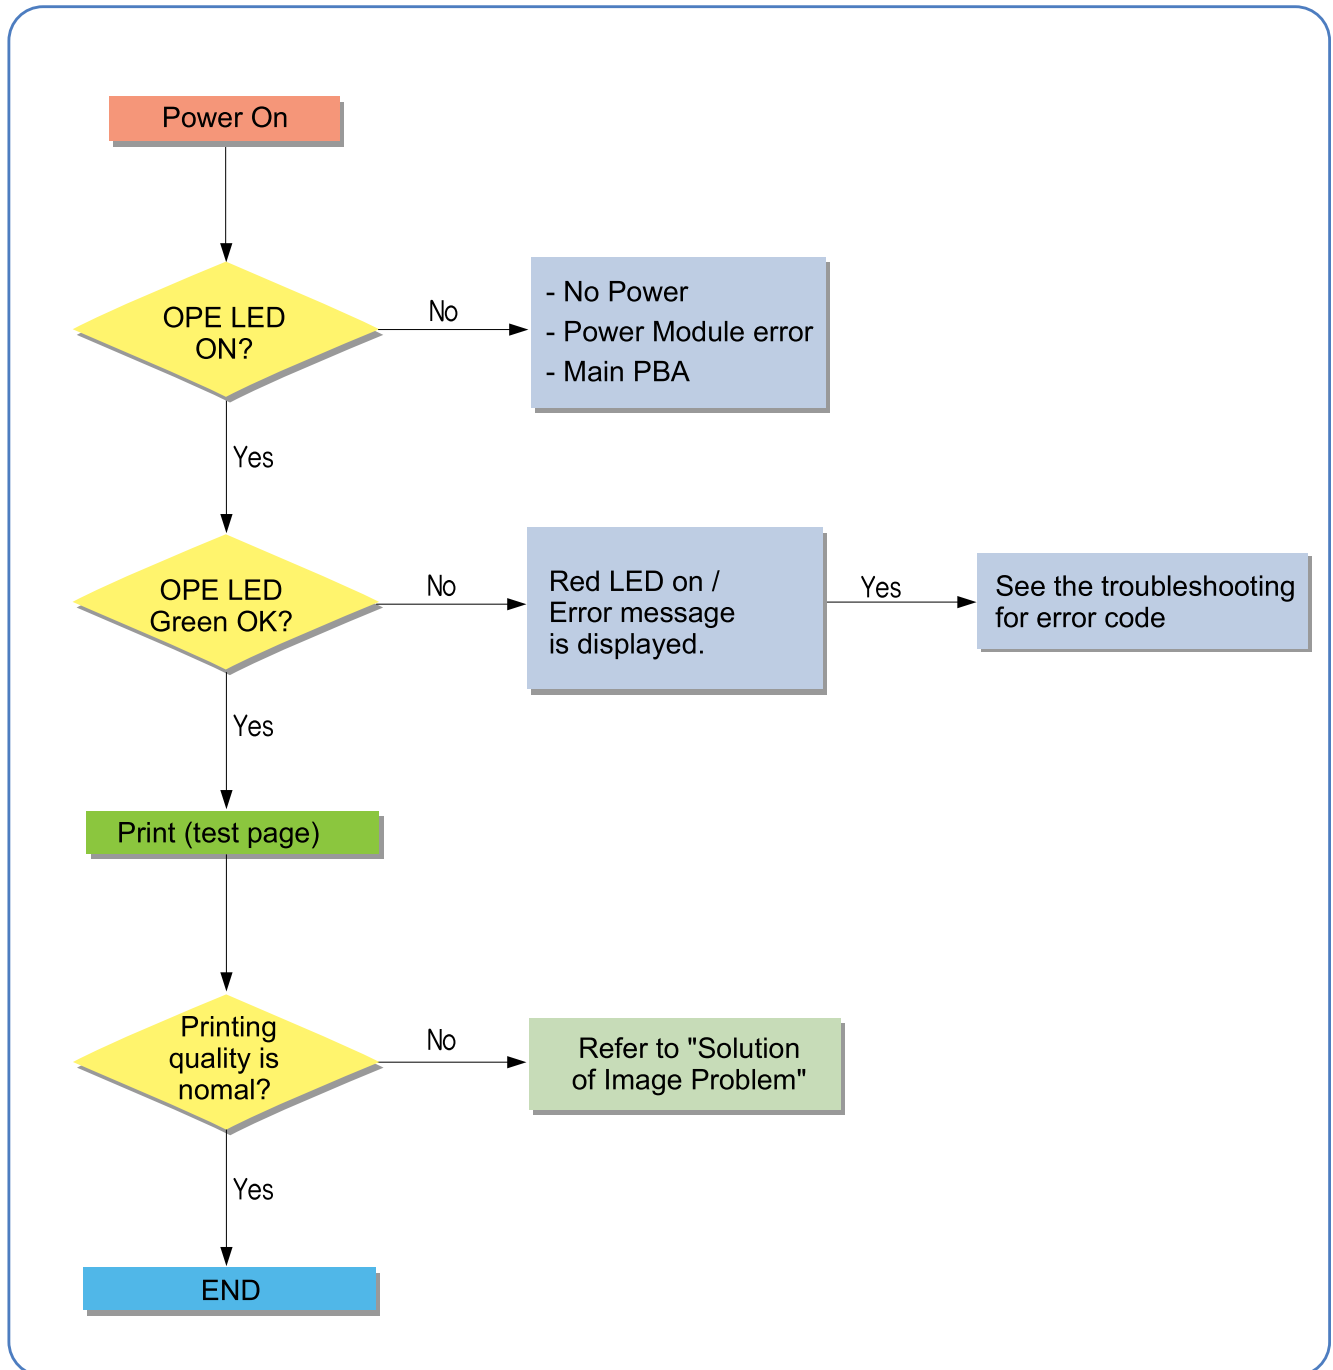 Power On
OPE LED
ON?
No
- No Power
- Power Module error
- Main PBA
Yes
OPE LED
Green OK?
No
Red LED on /
Error message
is displayed.
Yes
See the troubleshooting
for error code
Yes
Print (test page)
Printing
quality is
nomal?
No
Refer to "Solution
of Image Problem"
Yes
END